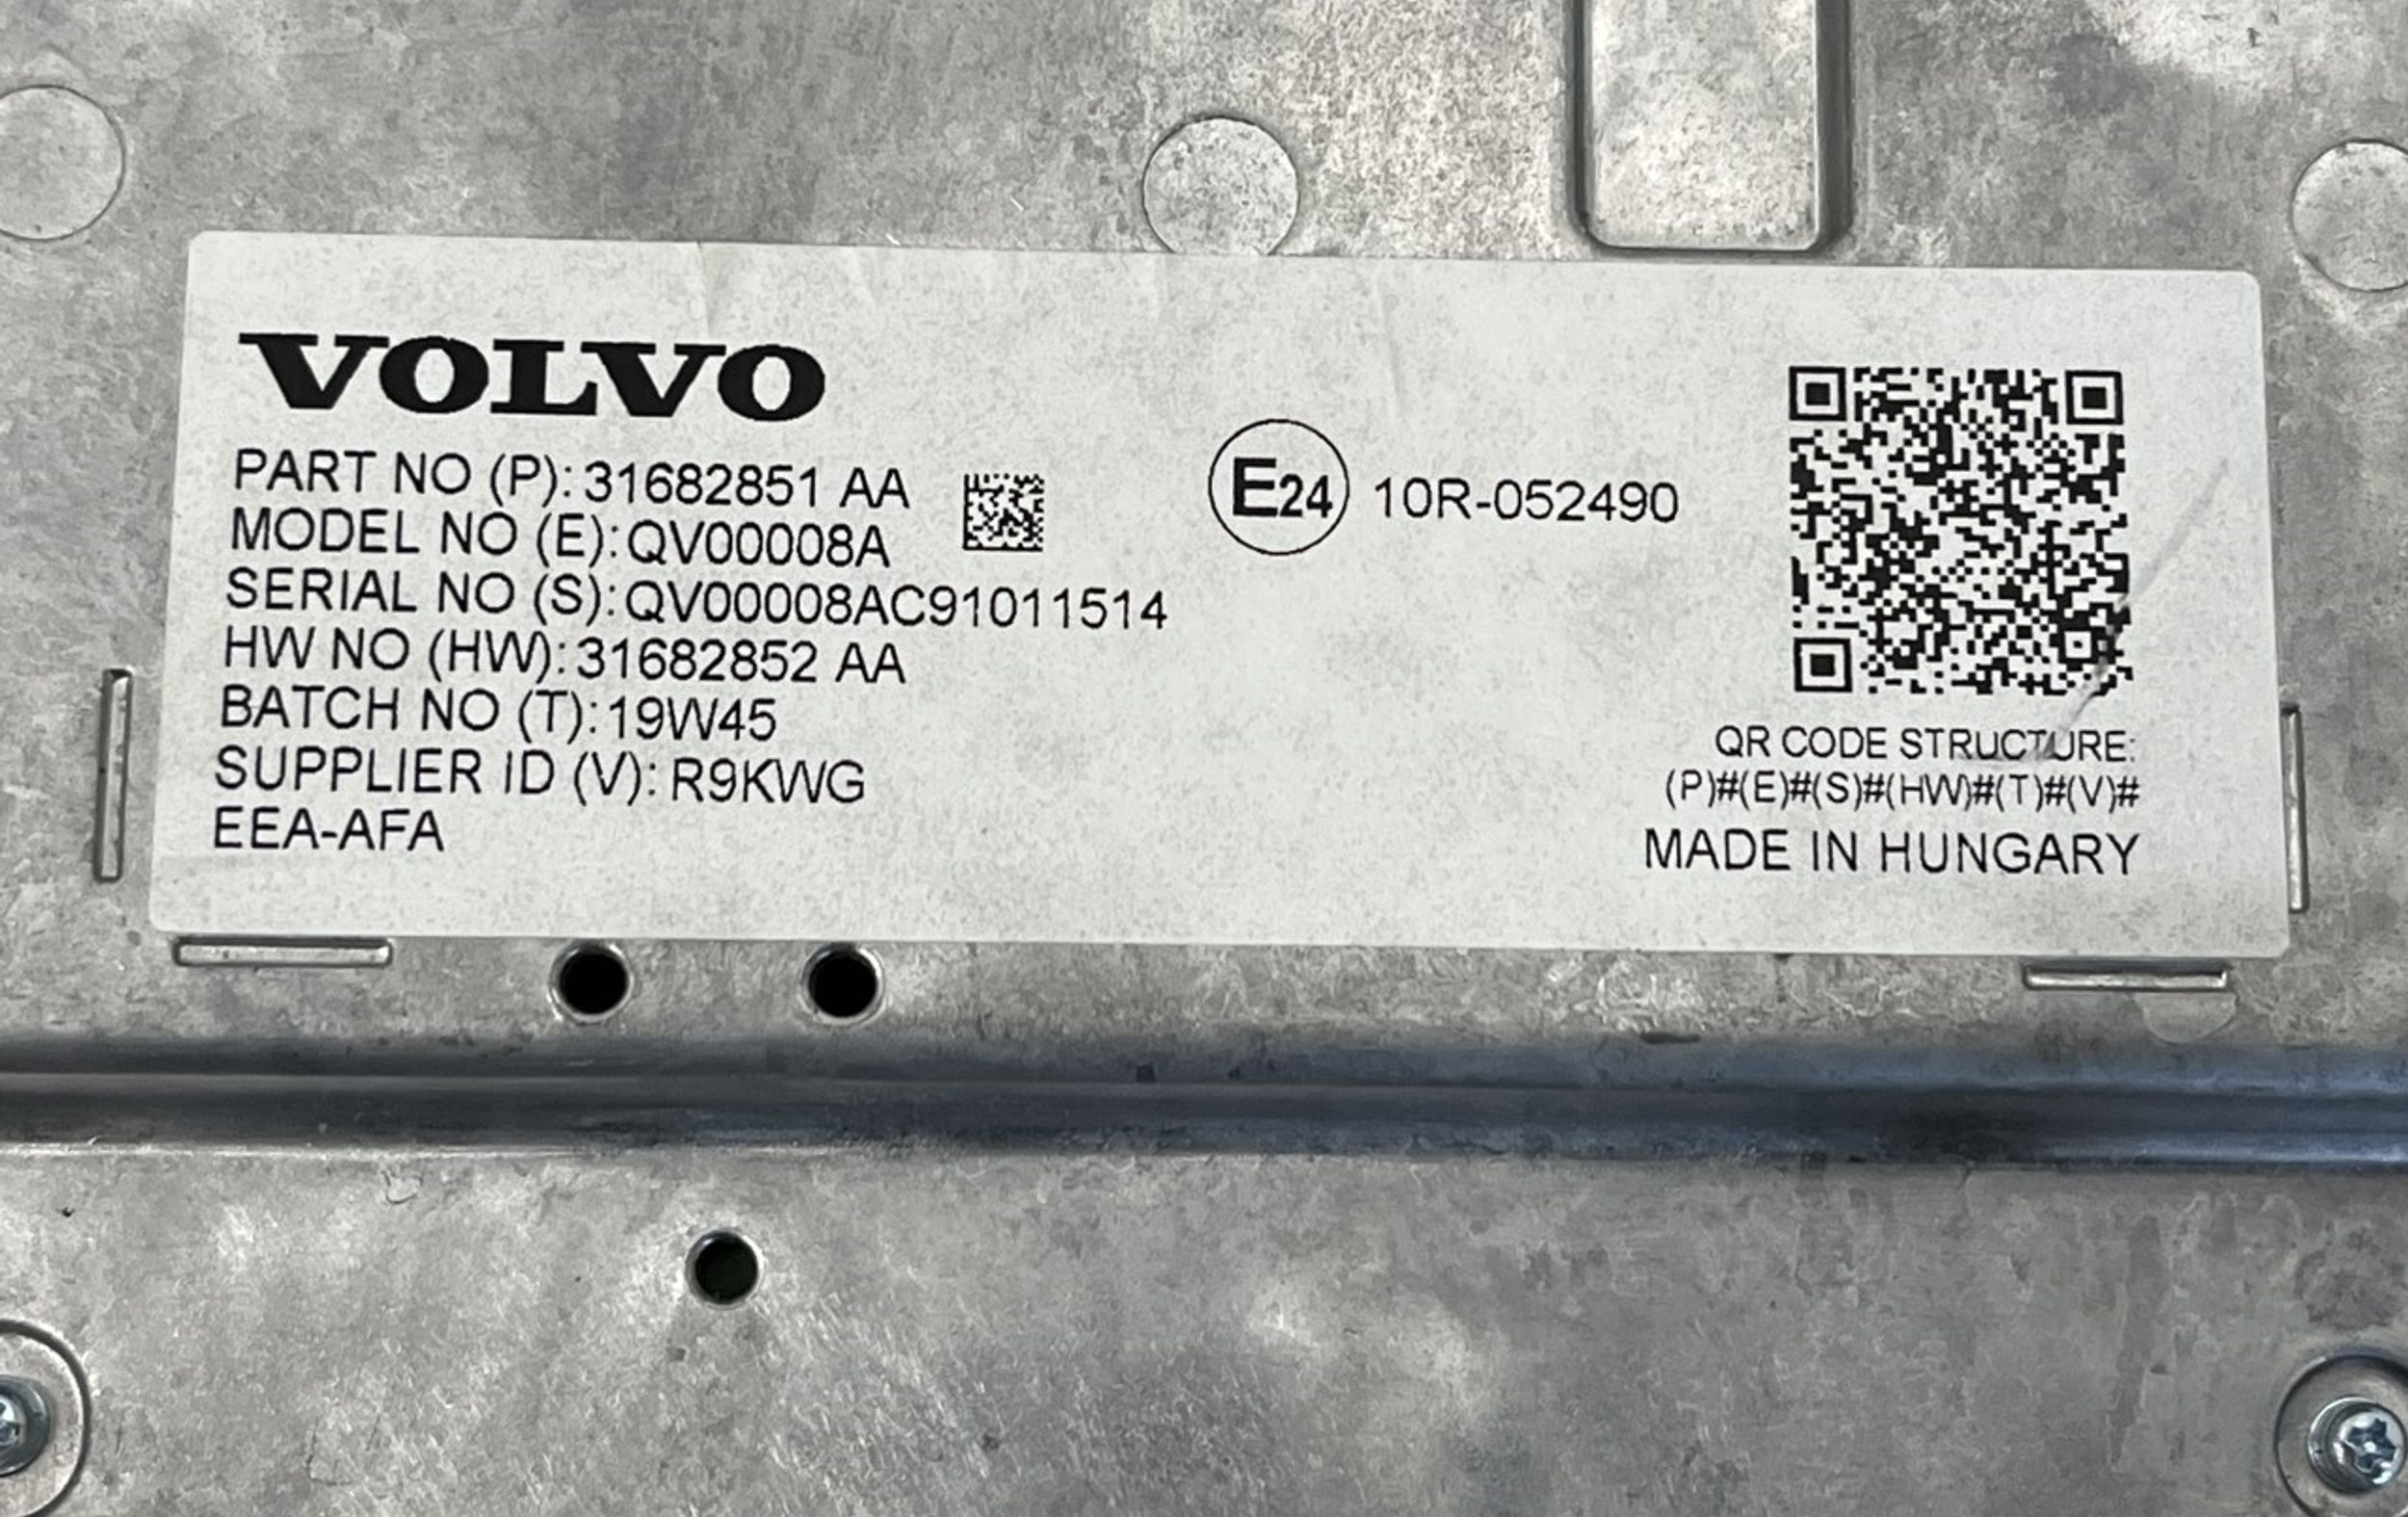 VOLVO
PART NO (P): 31682851 AA
MODEL NO (E): QV00008A
SERIAL NO (S): QV00008AC91011514
HW NO (HW): 31682852 AA
BATCH NO (T): 19W45
SUPPLIER ID (V): R9KWG
EEA-AFA
E24 10R-052490
QR CODE STRUCTURE:
(P)#(E)#(S)#(HW)#(T)#(V)#
MADE IN HUNGARY